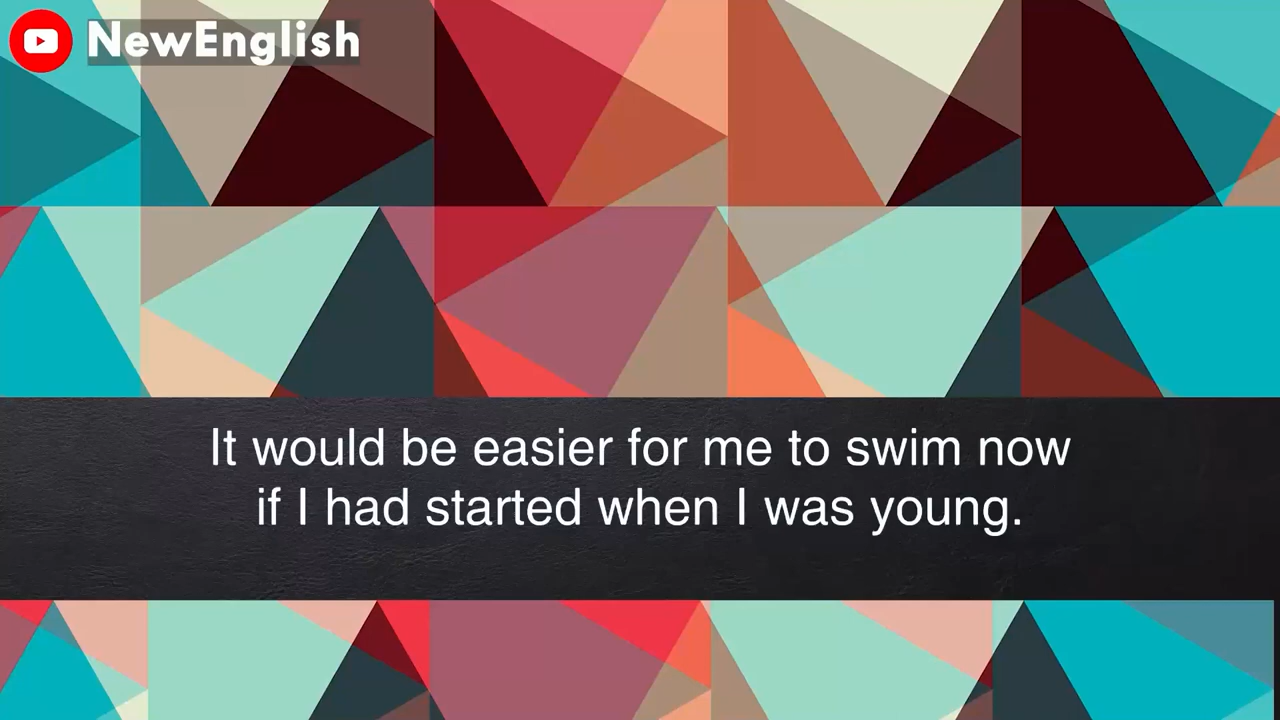 NewEnglish
It would be easier for me to swim now
if I had started when I was young.